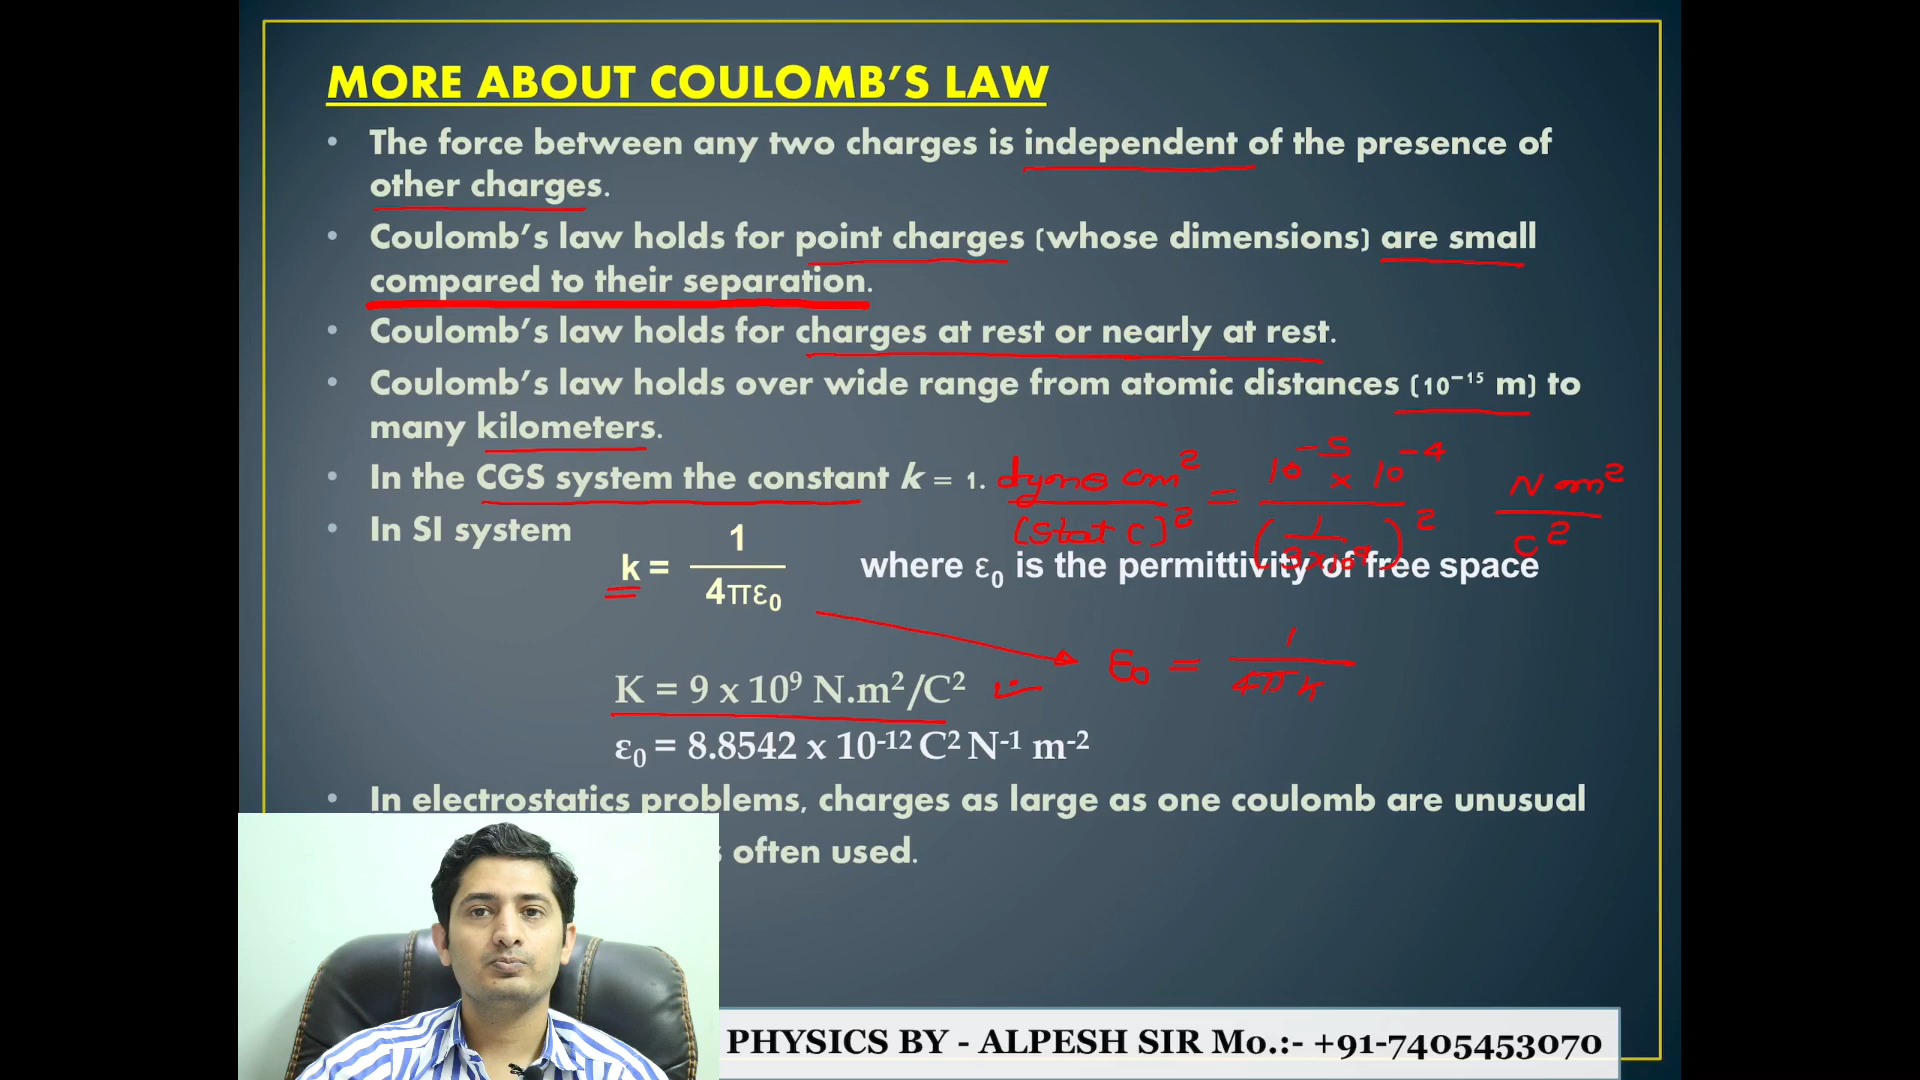 MORE ABOUT COULOMB'S LAW
• The force between any two charges is independent of the presence of
other charges.
• Coulomb's law holds for point charges (whose dimensions) are small
compared to their separation.
• Coulomb's law holds for charges at rest or nearly at rest.
• Coulomb's law holds over wide range from atomic distances (10⁻¹⁵ m) to
many kilometers.
• In the CGS system the constant k = 1. dyne cm² / (Stat C)² = 10⁻⁵ x 10⁻⁴ / (1 / 3x10⁹)² N m² / C²
• In SI system
k = 1 / 4πε₀ where ε₀ is the permittivity of free space
ε₀ = 1 / 4πk
K = 9 x 10⁹ N.m²/C²
ε₀ = 8.8542 x 10⁻¹² C² N⁻¹ m⁻²
• In electrostatics problems, charges as large as one coulomb are unusual
often used.
PHYSICS BY - ALPESH SIR Mo.:- +91-7405453070